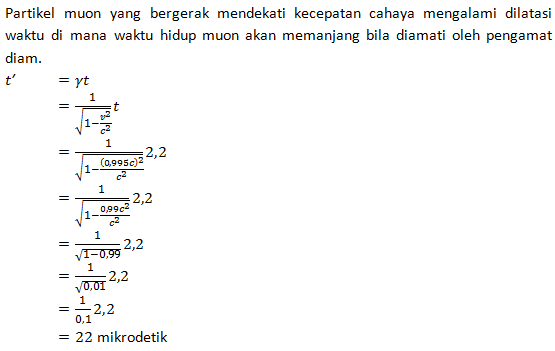 Partikel muon yang bergerak mendekati kecepatan cahaya mengalami dilatasi
waktu di mana waktu hidup muon akan memanjang bila diamati oleh pengamat
diam.
t′ = γt
= \frac{1}{\sqrt{1-\frac{v^2}{c^2}}} t
= \frac{1}{\sqrt{1-\frac{(0,995c)^2}{c^2}}} 2,2
= \frac{1}{\sqrt{1-\frac{0,99c^2}{c^2}}} 2,2
= \frac{1}{\sqrt{1-0,99}} 2,2
= \frac{1}{\sqrt{0,01}} 2,2
= \frac{1}{0,1} 2,2
= 22 mikrodetik